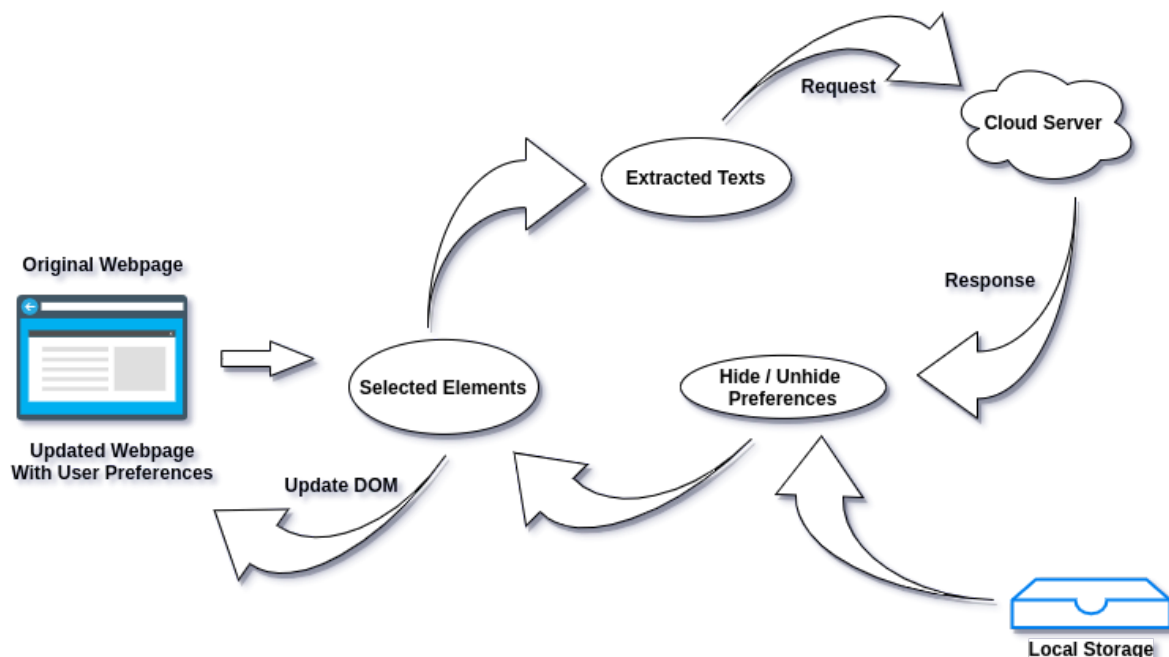 Request
Cloud Server
Extracted Texts
Original Webpage
Response
Selected Elements
Hide / Unhide
Preferences
Updated Webpage
With User Preferences
Update DOM
Local Storage